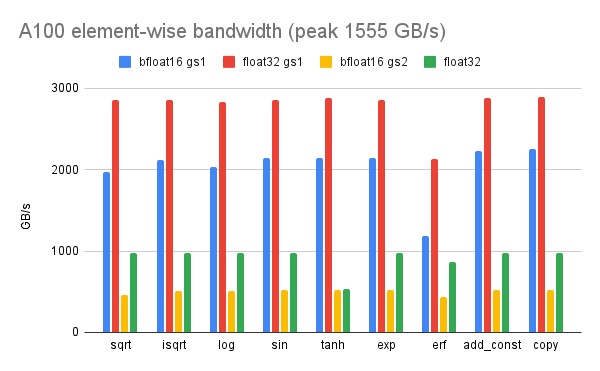 A100 element-wise bandwidth (peak 1555 GB/s)
bfloat16 gs1 float32 gs1 bfloat16 gs2 float32
3000
2000
1000
0
GB/s
sqrt isqrt log sin tanh exp erf add_const copy